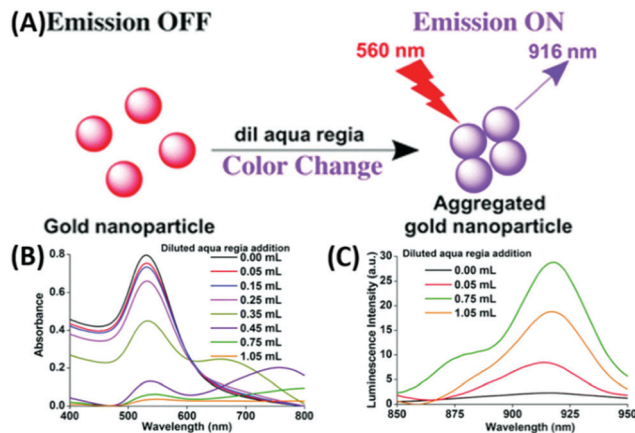 (A) Emission OFF
Emission ON
560 nm
916 nm
dil aqua regia
Color Change
Gold nanoparticle
Aggregated
gold nanoparticle
(B)
Diluted aqua regia addition
0.00 mL
0.05 mL
0.15 mL
0.25 mL
0.35 mL
0.45 mL
0.75 mL
1.05 mL
Absorbance
0.8
0.6
0.4
0.2
0.0
400 500 600 700 800
Wavelength (nm)
(C)
Diluted aqua regia addition
0.00 mL
0.05 mL
0.75 mL
1.05 mL
Luminescence Intensity (a.u.)
30
25
20
15
10
5
0
850 875 900 925 950
Wavelength (nm)